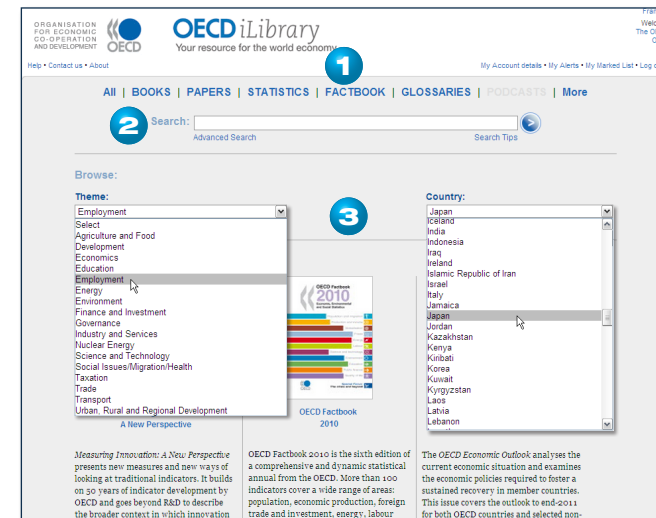 ORGANISATION
FOR ECONOMIC
CO-OPERATION
AND DEVELOPMENT
OECD
OECD iLibrary
Your resource for the world economy
Help • Contact us • About
My Account details • My Alerts • My Marked List • Log
1
All | BOOKS | PAPERS | STATISTICS | FACTBOOK | GLOSSARIES | PODCASTS | More
2
Search:
Advanced Search
Search Tips
Browse:
Theme:
Country:
3
Employment
Select
Agriculture and Food
Development
Economics
Education
Employment
Energy
Environment
Finance and Investment
Governance
Industry and Services
Nuclear Energy
Science and Technology
Social Issues/Migration/Health
Taxation
Trade
Transport
Urban, Rural and Regional Development
Japan
Iceland
India
Indonesia
Iraq
Ireland
Islamic Republic of Iran
Israel
Italy
Jamaica
Japan
Jordan
Kazakhstan
Kenya
Kiribati
Korea
Kuwait
Kyrgyzstan
Laos
Latvia
Lebanon
OECD Factbook
2010
A New Perspective
OECD Factbook
2010
Measuring Innovation: A New Perspective
presents new measures and new ways of
looking at traditional indicators. It builds
on 50 years of indicator development by
OECD and goes beyond R&D to describe
the broader context in which innovation
OECD Factbook 2010 is the sixth edition of
a comprehensive and dynamic statistical
annual from the OECD. More than 100
indicators cover a wide range of areas:
population, economic production, foreign
trade and investment, energy, labour
The OECD Economic Outlook analyses the
current economic situation and examines
the economic policies required to foster a
sustained recovery in member countries.
This issue covers the outlook to end-2011
for both OECD countries and selected non-